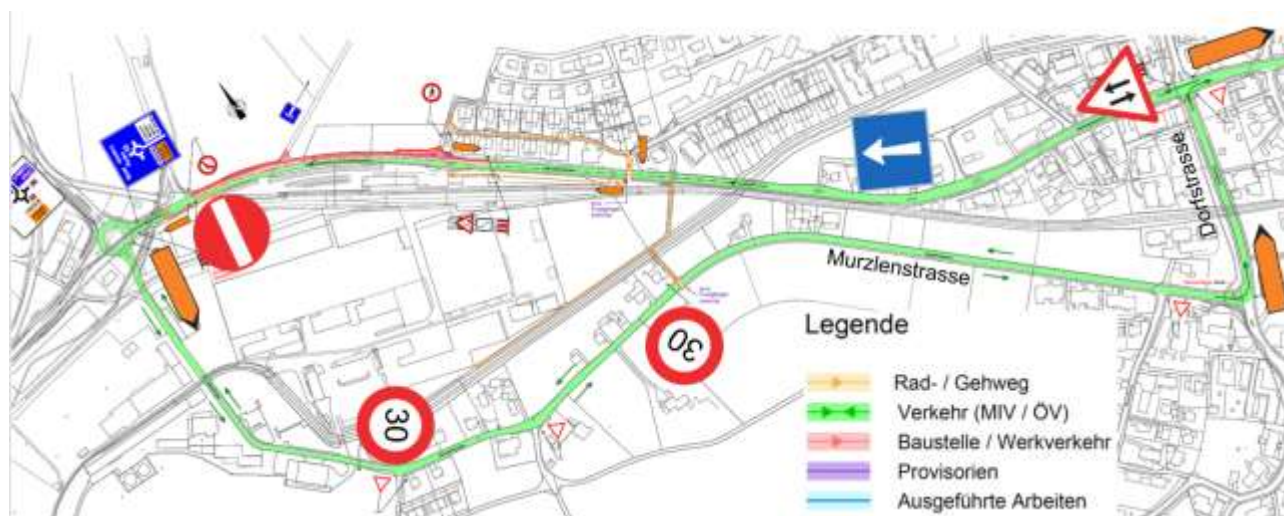 Dorfstrasse
Murzlenstrasse
30
30
Legende
Rad- / Gehweg
Verkehr (MIV / ÖV)
Baustelle / Werkverkehr
Provisorien
Ausgeführte Arbeiten